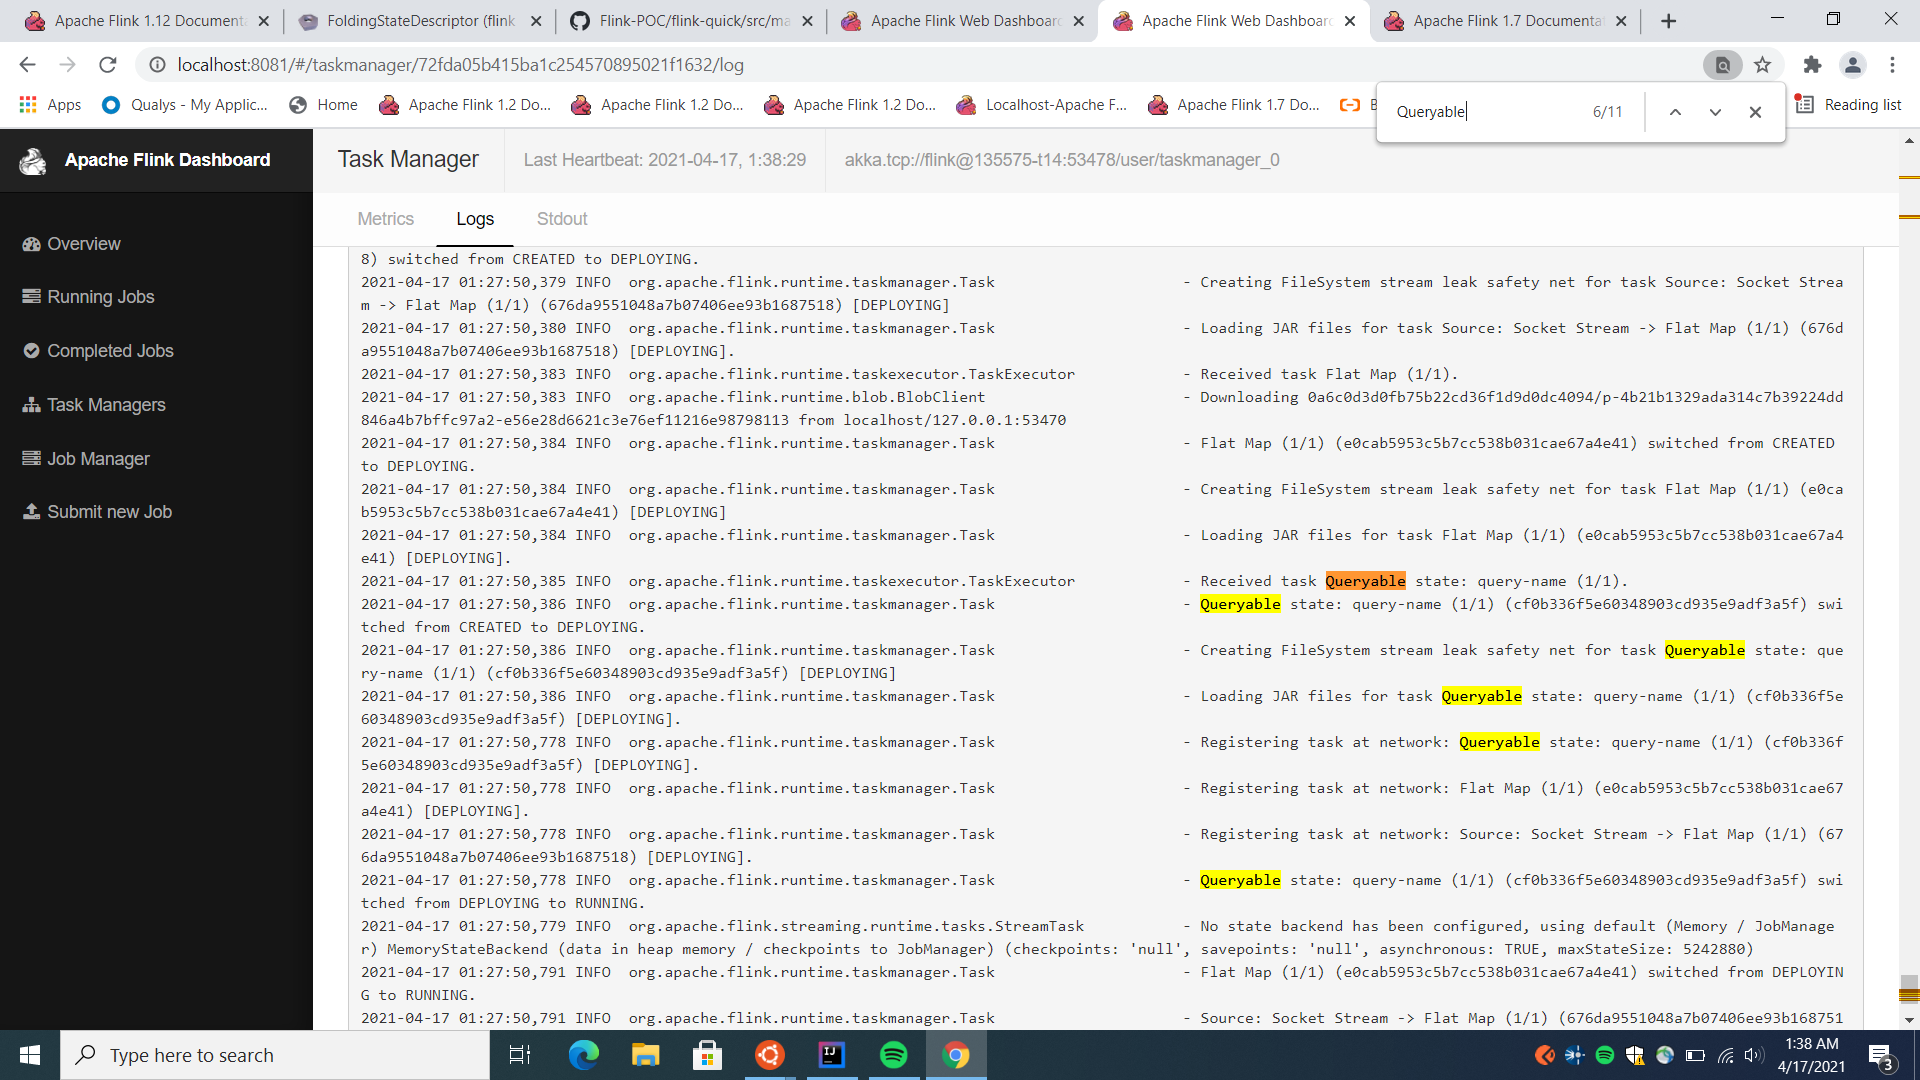 Apache Flink 1.12 Documenta
FoldingStateDescriptor (flink
Flink-POC/flink-quick/src/ma
Apache Flink Web Dashboard
Apache Flink Web Dashboard
Apache Flink 1.7 Documentat
localhost:8081/#/taskmanager/72fda05b415ba1c254570895021f1632/log
Apps
Qualys - My Applic...
Home
Apache Flink 1.2 Do...
Apache Flink 1.2 Do...
Apache Flink 1.2 Do...
Localhost-Apache F...
Apache Flink 1.7 Do...
Reading list
Queryable 6/11
Apache Flink Dashboard
Task Manager
Last Heartbeat: 2021-04-17, 1:38:29
akka.tcp://flink@135575-t14:53478/user/taskmanager_0
Overview
Running Jobs
Completed Jobs
Task Managers
Job Manager
Submit new Job
Metrics
Logs
Stdout
8) switched from CREATED to DEPLOYING.
2021-04-17 01:27:50,379 INFO org.apache.flink.runtime.taskmanager.Task - Creating FileSystem stream leak safety net for task Source: Socket Strea
m -> Flat Map (1/1) (676da9551048a7b07406ee93b1687518) [DEPLOYING]
2021-04-17 01:27:50,380 INFO org.apache.flink.runtime.taskmanager.Task - Loading JAR files for task Source: Socket Stream -> Flat Map (1/1) (676d
a9551048a7b07406ee93b1687518) [DEPLOYING].
2021-04-17 01:27:50,383 INFO org.apache.flink.runtime.taskexecutor.TaskExecutor - Received task Flat Map (1/1).
2021-04-17 01:27:50,383 INFO org.apache.flink.runtime.blob.BlobClient - Downloading 0a6c0d3d0fb75b22cd36f1d9d0dc4094/p-4b21b1329ada314c7b39224dd
846a4b7bffc97a2-e56e28d6621c3e76ef11216e98798113 from localhost/127.0.0.1:53470
2021-04-17 01:27:50,384 INFO org.apache.flink.runtime.taskmanager.Task - Flat Map (1/1) (e0cab5953c5b7cc538b031cae67a4e41) switched from CREATED
to DEPLOYING.
2021-04-17 01:27:50,384 INFO org.apache.flink.runtime.taskmanager.Task - Creating FileSystem stream leak safety net for task Flat Map (1/1) (e0ca
b5953c5b7cc538b031cae67a4e41) [DEPLOYING]
2021-04-17 01:27:50,384 INFO org.apache.flink.runtime.taskmanager.Task - Loading JAR files for task Flat Map (1/1) (e0cab5953c5b7cc538b031cae67a4
e41) [DEPLOYING].
2021-04-17 01:27:50,385 INFO org.apache.flink.runtime.taskexecutor.TaskExecutor - Received task Queryable state: query-name (1/1).
2021-04-17 01:27:50,386 INFO org.apache.flink.runtime.taskmanager.Task - Queryable state: query-name (1/1) (cf0b336f5e60348903cd935e9adf3a5f) swi
tched from CREATED to DEPLOYING.
2021-04-17 01:27:50,386 INFO org.apache.flink.runtime.taskmanager.Task - Creating FileSystem stream leak safety net for task Queryable state: que
ry-name (1/1) (cf0b336f5e60348903cd935e9adf3a5f) [DEPLOYING]
2021-04-17 01:27:50,386 INFO org.apache.flink.runtime.taskmanager.Task - Loading JAR files for task Queryable state: query-name (1/1) (cf0b336f5e
60348903cd935e9adf3a5f) [DEPLOYING].
2021-04-17 01:27:50,778 INFO org.apache.flink.runtime.taskmanager.Task - Registering task at network: Queryable state: query-name (1/1) (cf0b336f
5e60348903cd935e9adf3a5f) [DEPLOYING].
2021-04-17 01:27:50,778 INFO org.apache.flink.runtime.taskmanager.Task - Registering task at network: Flat Map (1/1) (e0cab5953c5b7cc538b031cae67
a4e41) [DEPLOYING].
2021-04-17 01:27:50,778 INFO org.apache.flink.runtime.taskmanager.Task - Registering task at network: Source: Socket Stream -> Flat Map (1/1) (67
6da9551048a7b07406ee93b1687518) [DEPLOYING].
2021-04-17 01:27:50,778 INFO org.apache.flink.runtime.taskmanager.Task - Queryable state: query-name (1/1) (cf0b336f5e60348903cd935e9adf3a5f) swi
tched from DEPLOYING to RUNNING.
2021-04-17 01:27:50,779 INFO org.apache.flink.streaming.runtime.tasks.StreamTask - No state backend has been configured, using default (Memory / JobManage
r) MemoryStateBackend (data in heap memory / checkpoints to JobManager) (checkpoints: 'null', savepoints: 'null', asynchronous: TRUE, maxStateSize: 5242880)
2021-04-17 01:27:50,791 INFO org.apache.flink.runtime.taskmanager.Task - Flat Map (1/1) (e0cab5953c5b7cc538b031cae67a4e41) switched from DEPLOYIN
G to RUNNING.
2021-04-17 01:27:50,791 INFO org.apache.flink.runtime.taskmanager.Task - Source: Socket Stream -> Flat Map (1/1) (676da9551048a7b07406ee93b168751
Type here to search
1:38 AM
4/17/2021
3